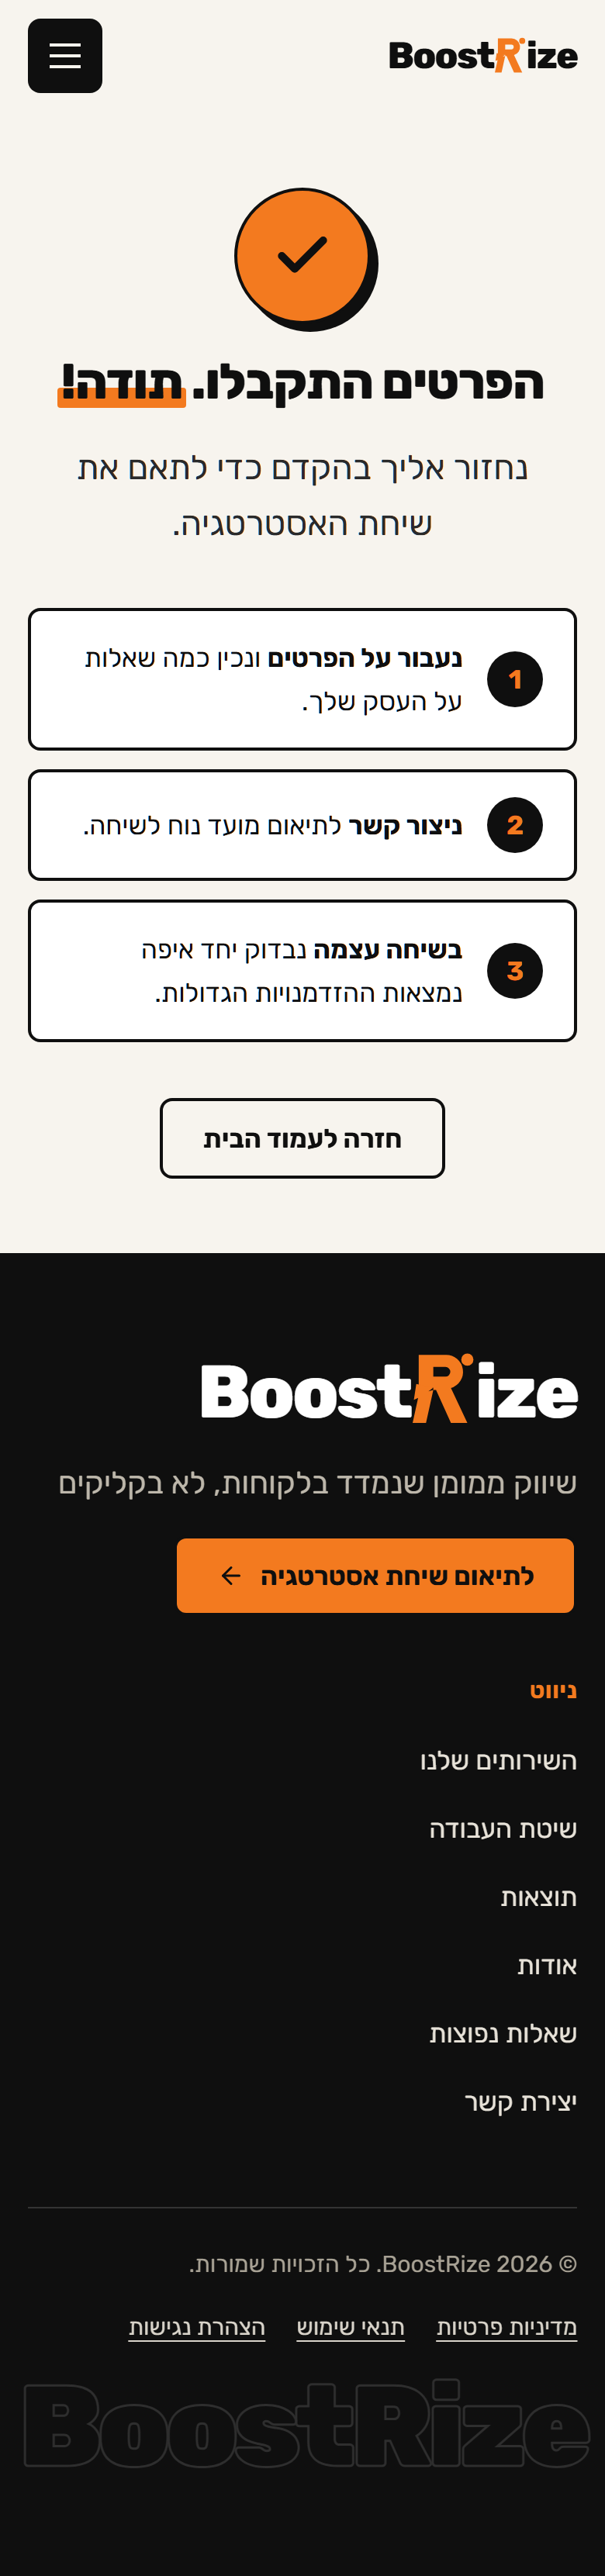 BoostRize
הפרטים התקבלו. תודה!
נחזור אליך בהקדם כדי לתאם את
שיחת האסטרטגיה.
1
נעבור על הפרטים ונכין כמה שאלות
על העסק שלך.
2
ניצור קשר לתיאום מועד נוח לשיחה.
3
בשיחה עצמה נבדוק יחד איפה
נמצאות ההזדמנויות הגדולות.
חזרה לעמוד הבית
BoostRize
שיווק ממומן שנמדד בלקוחות, לא בקליקים
לתיאום שיחת אסטרטגיה
ניווט
השירותים שלנו
שיטת העבודה
תוצאות
אודות
שאלות נפוצות
יצירת קשר
© 2026 BoostRize. כל הזכויות שמורות.
מדיניות פרטיות תנאי שימוש הצהרת נגישות
BoostRize